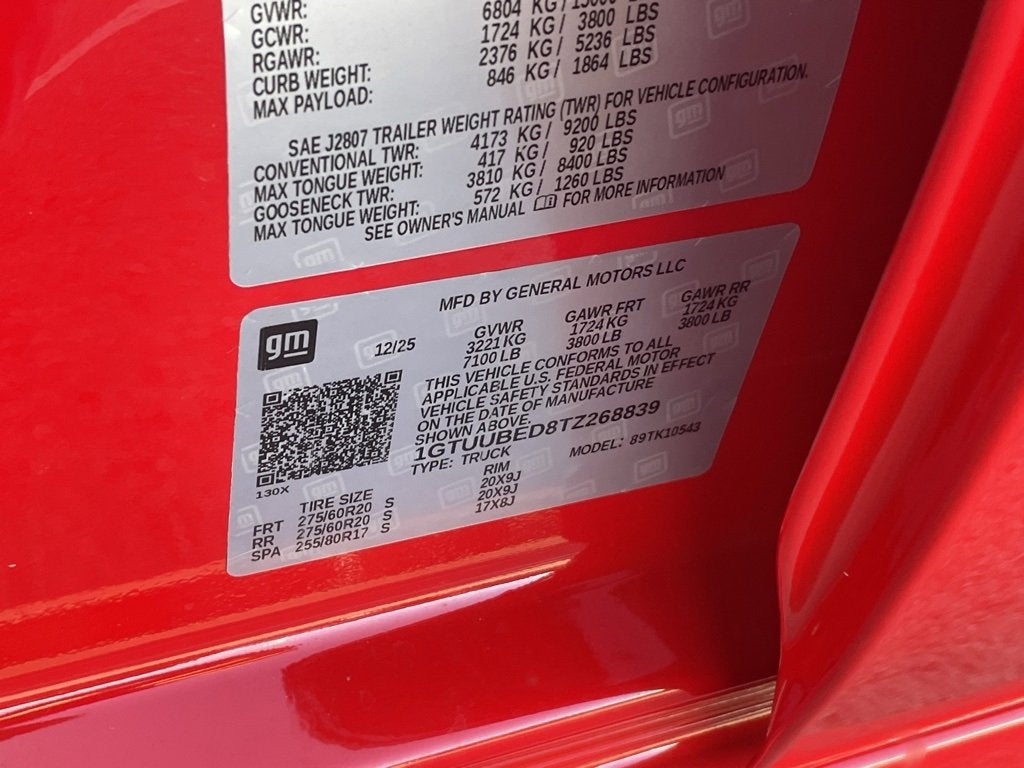 GVWR:
GCWR: 6804 KG/15000 LBS
RGAWR: 1724 KG/ 3800 LBS
CURB WEIGHT: 2376 KG/ 5236 LBS
MAX PAYLOAD: 846 KG/ 1864 LBS
SAE J2807 TRAILER WEIGHT RATING (TWR) FOR VEHICLE CONFIGURATION.
CONVENTIONAL TWR: 4173 KG/ 9200 LBS
MAX TONGUE WEIGHT: 417 KG/ 920 LBS
GOOSENECK TWR: 3810 KG/ 8400 LBS
MAX TONGUE WEIGHT: 572 KG/ 1260 LBS
SEE OWNER'S MANUAL FOR MORE INFORMATION
MFD BY GENERAL MOTORS LLC
gm
12/25
GVWR GAWR FRT GAWR RR
3221 KG 1724 KG 1724 KG
7100 LB 3800 LB 3800 LB
THIS VEHICLE CONFORMS TO ALL
APPLICABLE U.S. FEDERAL MOTOR
VEHICLE SAFETY STANDARDS IN EFFECT
ON THE DATE OF MANUFACTURE
SHOWN ABOVE.
1GTUUBED8TZ268839
TYPE: TRUCK MODEL: 89TK10543
130X
TIRE SIZE RIM
FRT 275/60R20 S 20X9J
RR 275/60R20 S 20X9J
SPA 255/80R17 S 17X8J